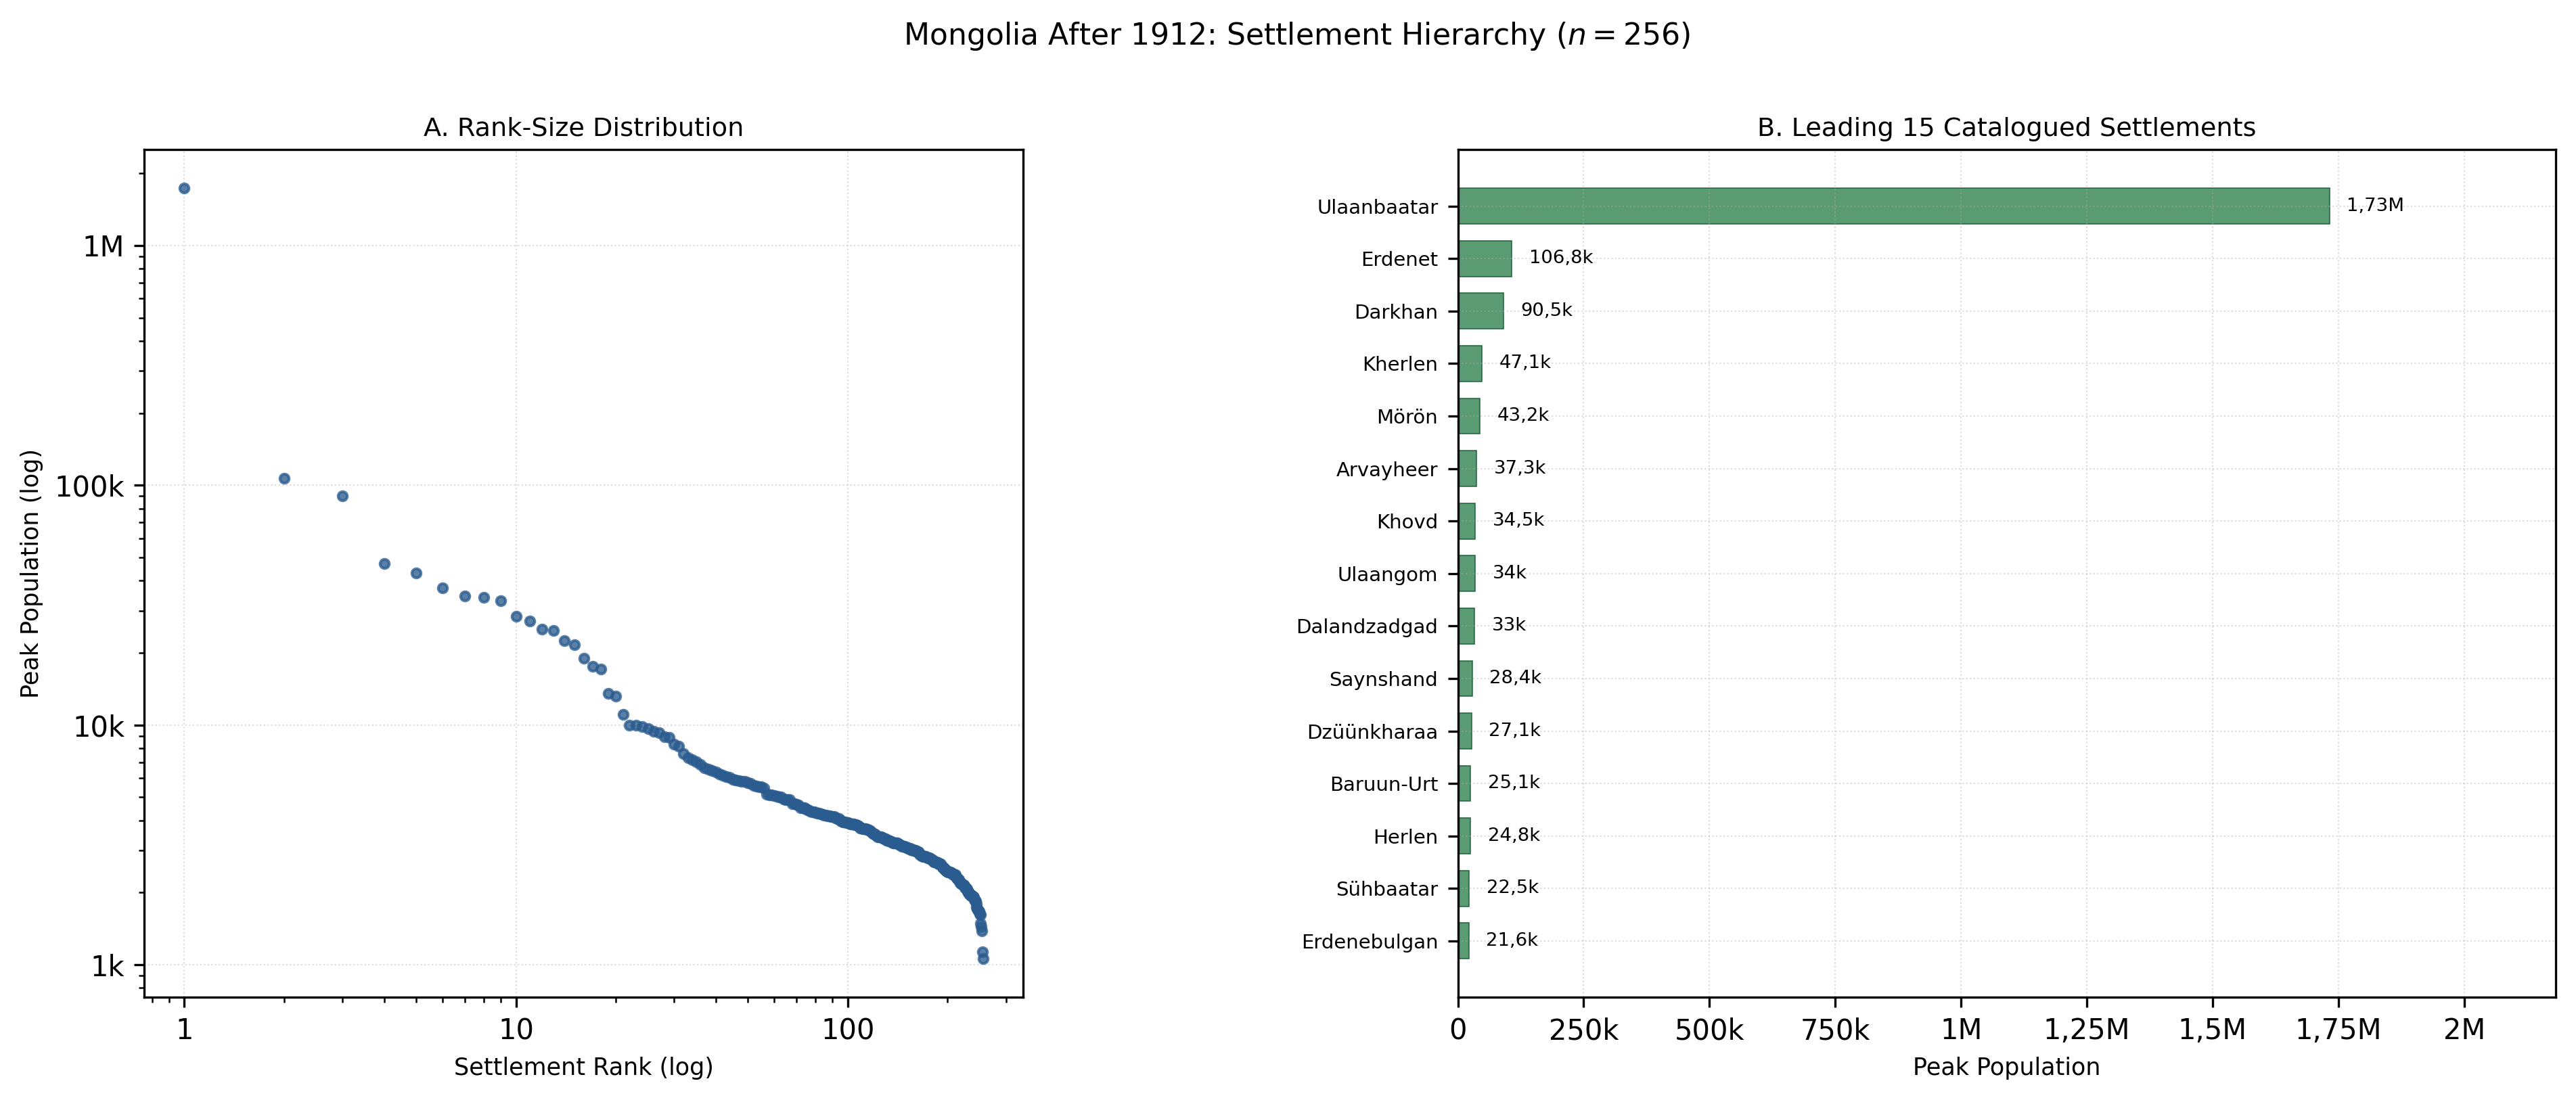 Mongolia After 1912: Settlement Hierarchy (n = 256)
A. Rank-Size Distribution
Peak Population (log)
1M
100k
10k
1k
1 10 100
Settlement Rank (log)
B. Leading 15 Catalogued Settlements
Ulaanbaatar 1,73M
Erdenet 106,8k
Darkhan 90,5k
Kherlen 47,1k
Mörön 43,2k
Arvayheer 37,3k
Khovd 34,5k
Ulaangom 34k
Dalandzadgad 33k
Saynshand 28,4k
Dzüünkharaa 27,1k
Baruun-Urt 25,1k
Herlen 24,8k
Sühbaatar 22,5k
Erdenebulgan 21,6k
0 250k 500k 750k 1M 1,25M 1,5M 1,75M 2M
Peak Population